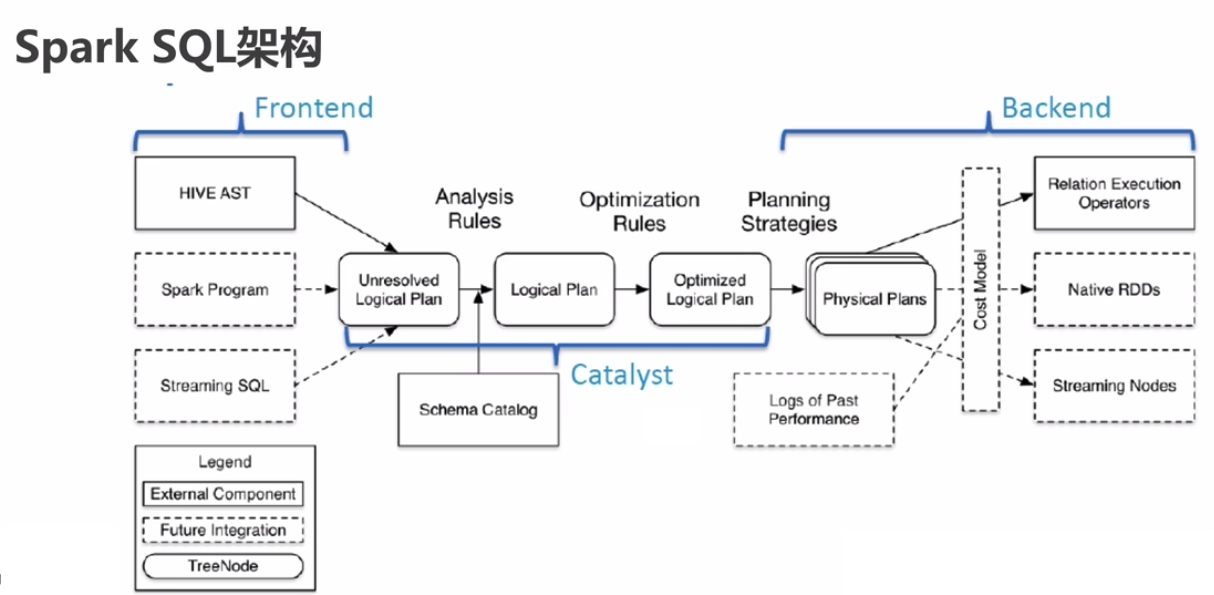 Spark SQL架构
Frontend
Backend
HIVE AST
Spark Program
Streaming SQL
Analysis
Rules
Optimization
Rules
Planning
Strategies
Unresolved
Logical Plan
Logical Plan
Optimized
Logical Plan
Physical Plans
Cost Model
Relation Execution
Operators
Native RDDs
Streaming Nodes
Catalyst
Schema Catalog
Logs of Past
Performance
Legend
External Component
Future Integration
TreeNode